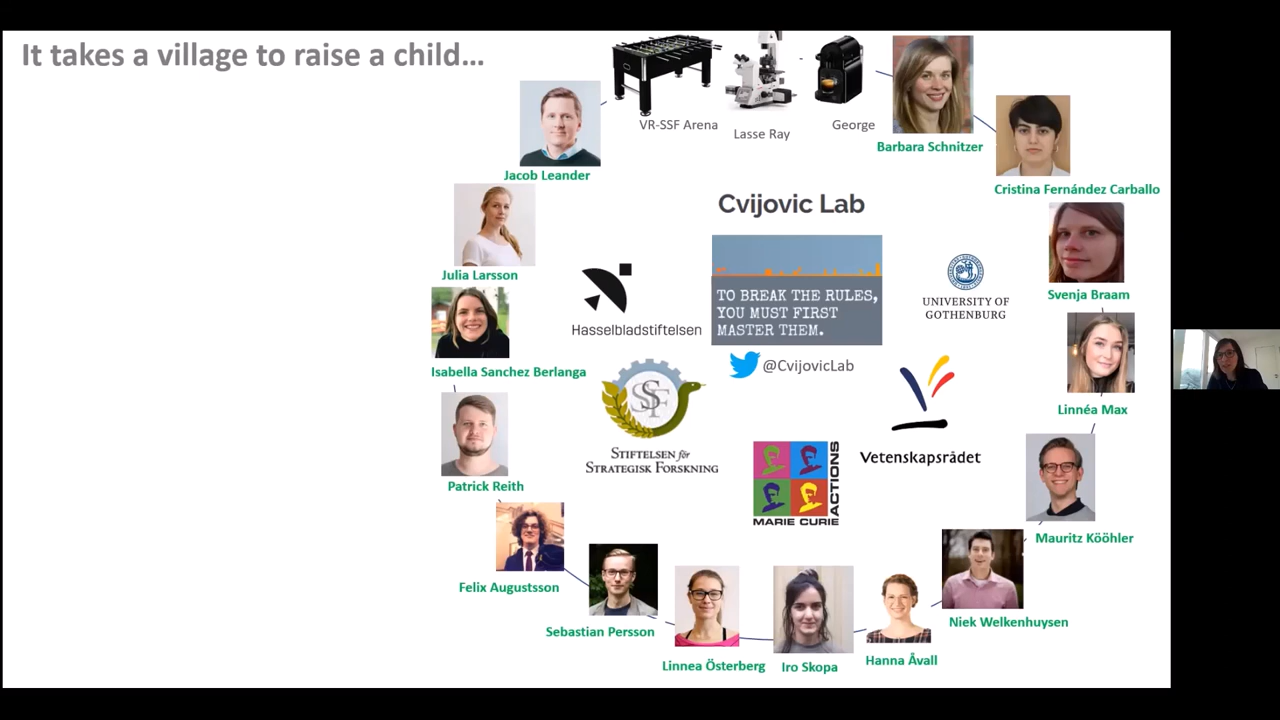 It takes a village to raise a child...
VR-SSF Arena
Lasse Ray
George
Barbara Schnitzer
Jacob Leander
Cristina Fernández Carballo
Cvijovic Lab
Julia Larsson
Svenja Braam
TO BREAK THE RULES,
YOU MUST FIRST
MASTER THEM.
UNIVERSITY OF
GOTHENBURG
Hasselbladstiftelsen
@CvijovicLab
Isabella Sanchez Berlanga
Linnéa Max
SSF
STIFTELSEN för
STRATEGISK FORSKNING
Vetenskapsrådet
Patrick Reith
MARIE CURIE
ACTIONS
Mauritz Kööhler
Felix Augustsson
Sebastian Persson
Niek Welkenhuysen
Linnea Österberg
Iro Skopa
Hanna Åvall